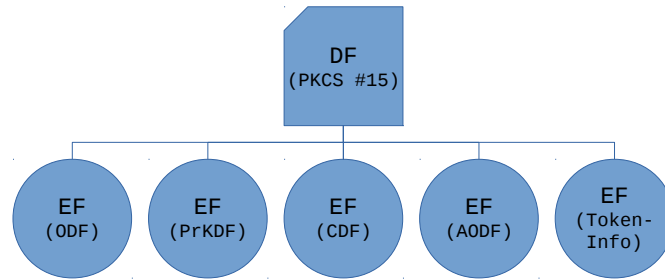 DF
(PKCS #15)
EF
(ODF)
EF
(PrKDF)
EF
(CDF)
EF
(AODF)
EF
(Token-
Info)